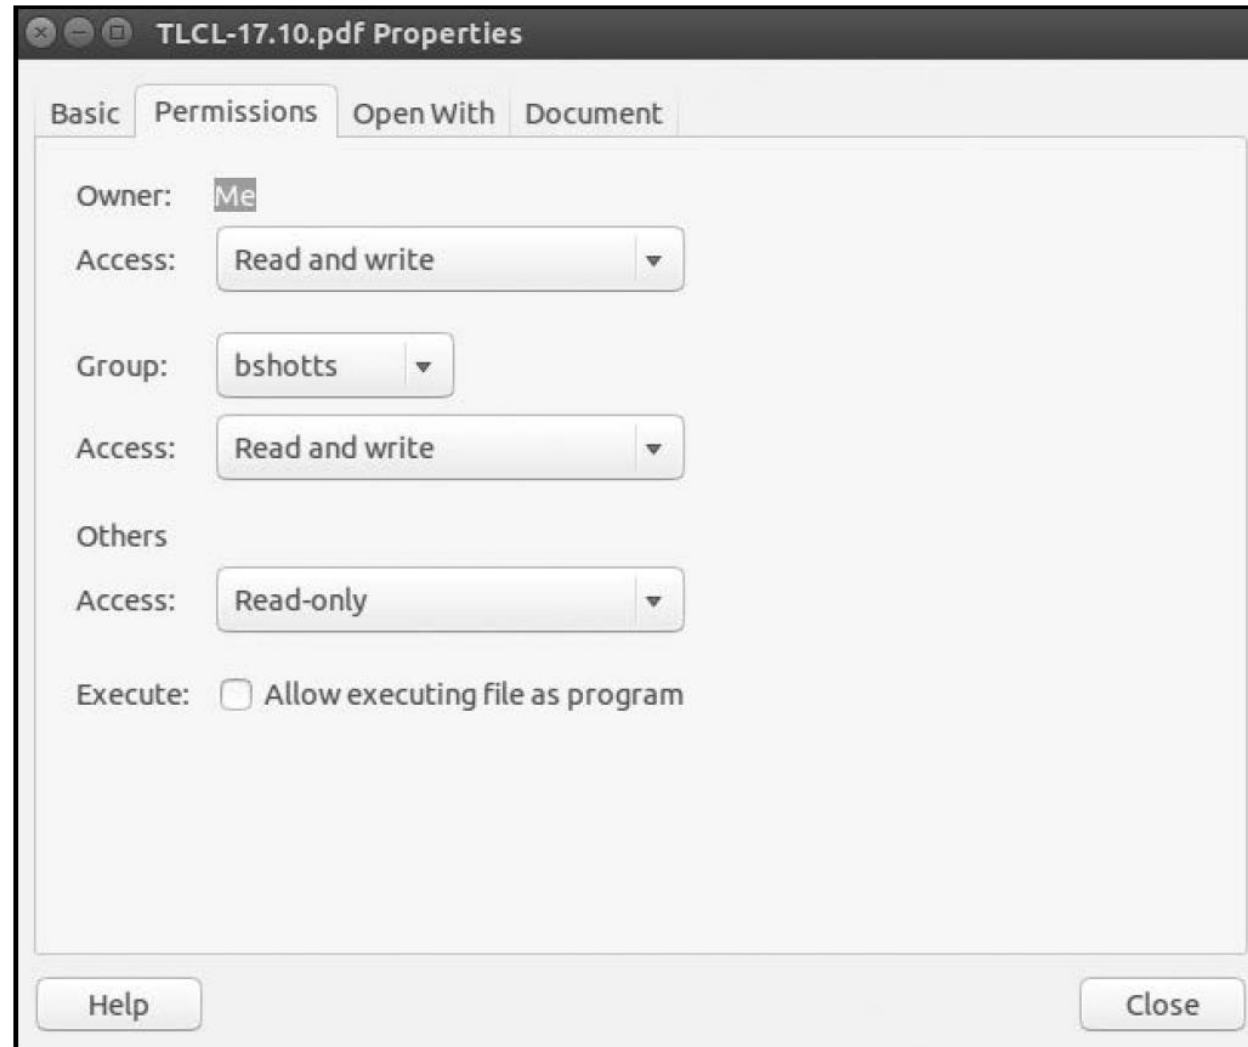 TLCL-17.10.pdf Properties
Basic Permissions Open With Document
Owner: Me
Access: Read and write
Group: bshotts
Access: Read and write
Others
Access: Read-only
Execute: Allow executing file as program
Help Close